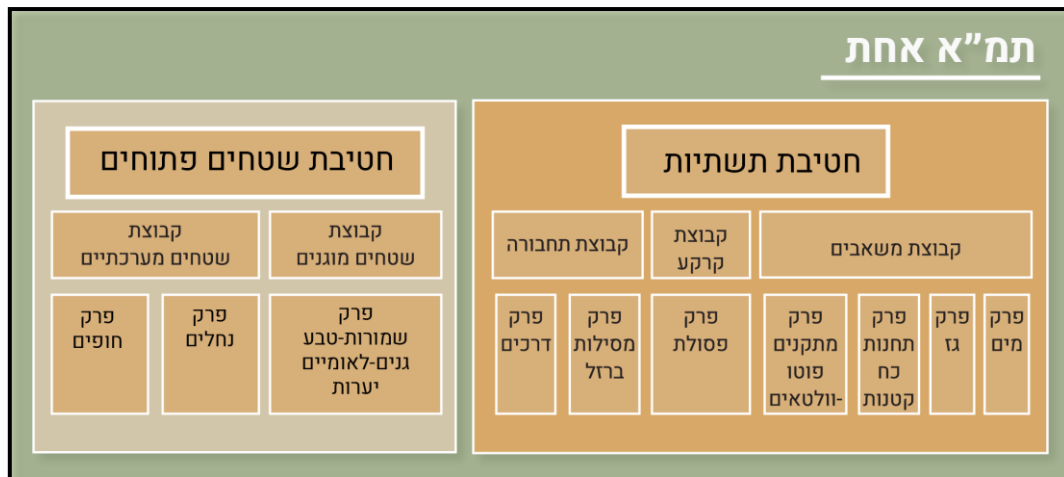 תמ"א אחת
חטיבת תשתיות
קבוצת משאבים
קבוצת
קרקע
קבוצת תחבורה
פרק
מים
פרק
גז
פרק
תחנות
כח
קטנות
פרק
מתקנים
פוטו
-וולטאים
פרק
פסולת
פרק
מסילות
ברזל
פרק
דרכים
חטיבת שטחים פתוחים
קבוצת
שטחים מוגנים
קבוצת
שטחים מערכתיים
פרק
שמורות-טבע
גנים-לאומיים
יערות
פרק
נחלים
פרק
חופים